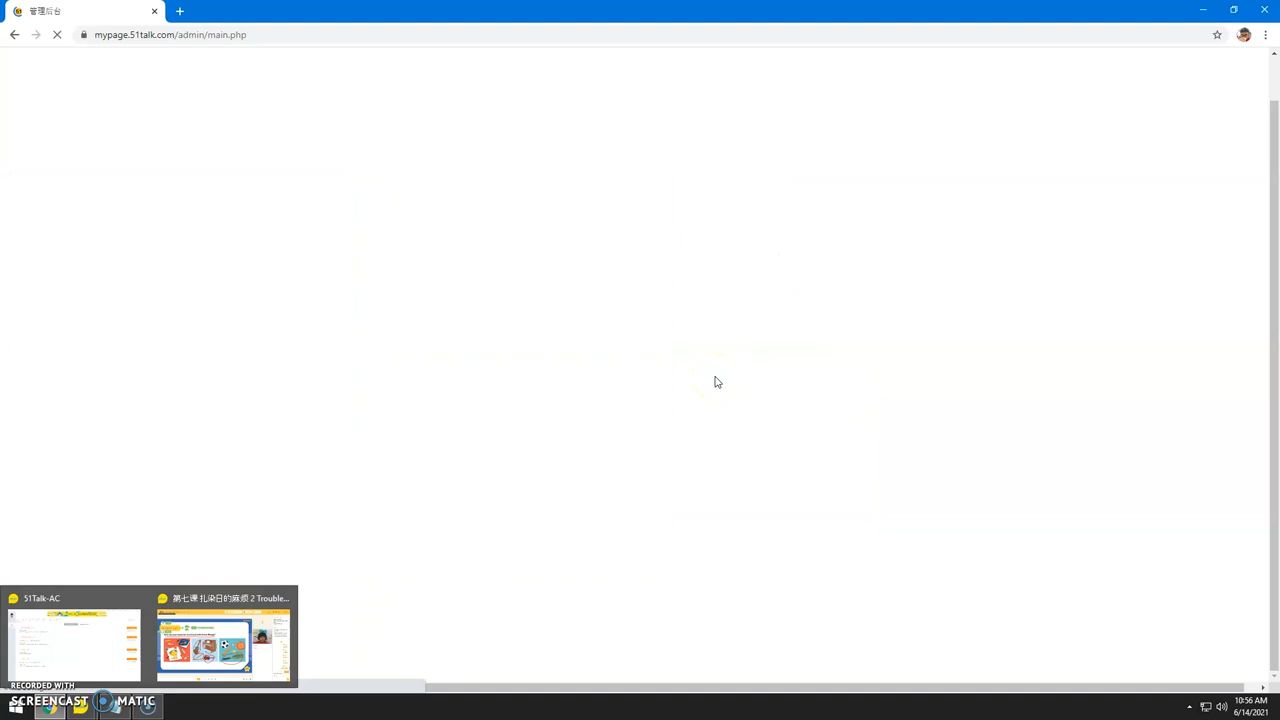 管理后台
mypage.51talk.com/admin/main.php
51Talk-AC
第七课 扎染日的麻烦 2 Trouble...
RECORDED WITH
SCREENCAST MATIC
10:56 AM
6/14/2021